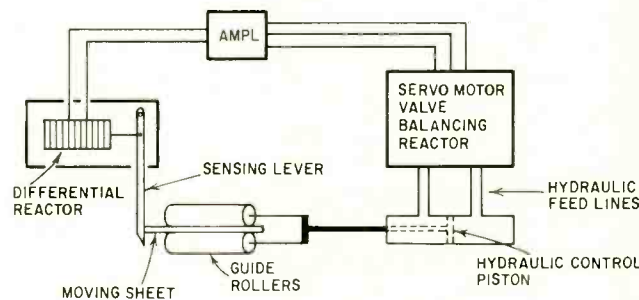 AMPL
SERVO MOTOR
VALVE
BALANCING
REACTOR
SENSING LEVER
DIFFERENTIAL
REACTOR
HYDRAULIC
FEED LINES
GUIDE
ROLLERS
HYDRAULIC CONTROL
PISTON
MOVING SHEET